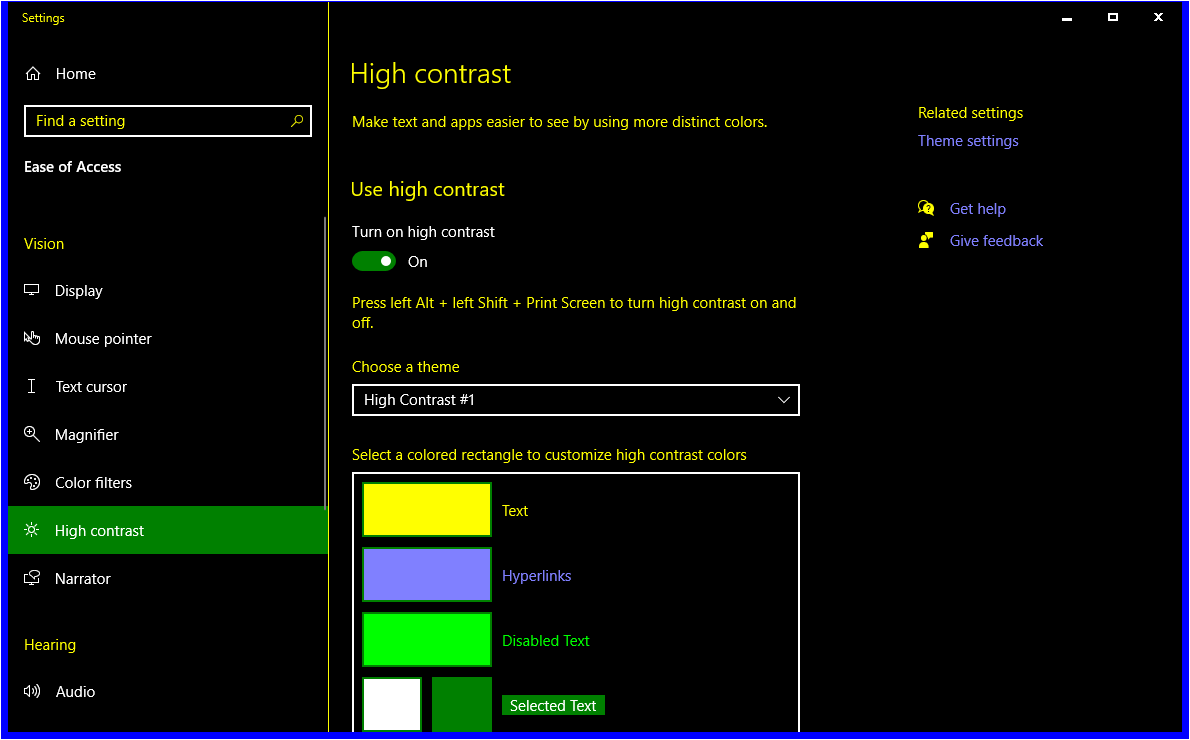 Settings
Home
Find a setting
Ease of Access
Vision
Display
Mouse pointer
Text cursor
Magnifier
Color filters
High contrast
Narrator
Hearing
Audio
High contrast
Make text and apps easier to see by using more distinct colors.
Use high contrast
Turn on high contrast
On
Press left Alt + left Shift + Print Screen to turn high contrast on and
off.
Choose a theme
High Contrast #1
Select a colored rectangle to customize high contrast colors
Text
Hyperlinks
Disabled Text
Selected Text
Related settings
Theme settings
Get help
Give feedback